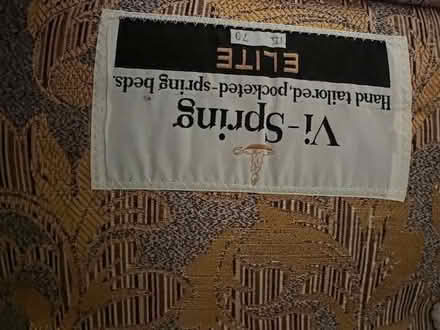 Vi-Spring
Hand tailored, pocketed-spring beds.
ELITE